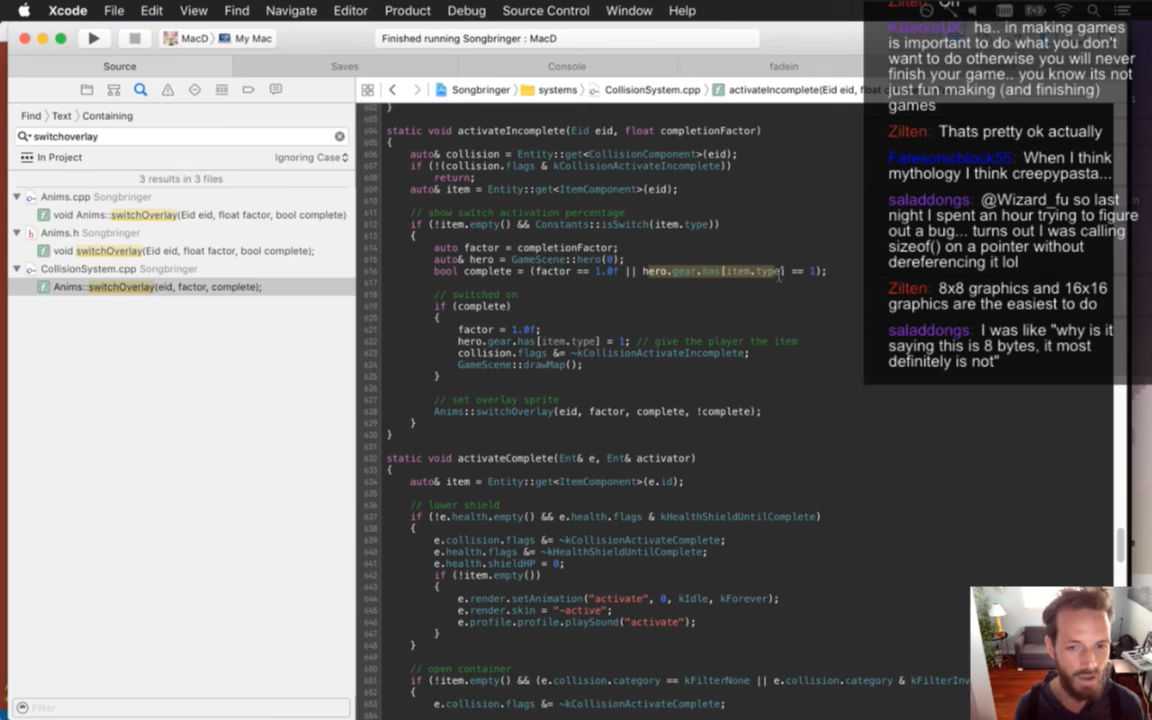 Xcode File Edit View Find Navigate Editor Product Debug Source Control Window Help
MacD My Mac
Finished running Songbringer : MacD
Source Saves Console fadein
Songbringer systems CollisionSystem.cpp activateIncomplete(Eid eid, float co
Find Text Containing
switchoverlay
In Project Ignoring Case
3 results in 3 files
Anims.cpp Songbringer
void Anims::switchOverlay(Eid eid, float factor, bool complete)
Anims.h Songbringer
void switchOverlay(Eid eid, float factor, bool complete);
CollisionSystem.cpp Songbringer
Anims::switchOverlay(eid, factor, complete);
Filter
}
static void activateIncomplete(Eid eid, float completionFactor)
{
auto& collision = Entity::get<CollisionComponent>(eid);
if (!(collision.flags & kCollisionActivateIncomplete))
return;
auto& item = Entity::get<ItemComponent>(eid);
// show switch activation percentage
if (!item.empty() && Constants::isSwitch(item.type))
{
auto factor = completionFactor;
auto& hero = GameScene::hero(0);
bool complete = (factor == 1.0f || hero.gear.has[item.type] == 1);
// switched on
if (complete)
{
factor = 1.0f;
hero.gear.has[item.type] = 1; // give the player the item
collision.flags &= ~kCollisionActivateIncomplete;
GameScene::drawMap();
}
// set overlay sprite
Anims::switchOverlay(eid, factor, complete, !complete);
}
}
static void activateComplete(Ent& e, Ent& activator)
{
auto& item = Entity::get<ItemComponent>(e.id);
// lower shield
if (!e.health.empty() && e.health.flags & kHealthShieldUntilComplete)
{
e.collision.flags &= ~kCollisionActivateComplete;
e.health.flags &= ~kHealthShieldUntilComplete;
e.health.shieldHP = 0;
if (!item.empty())
{
e.render.setAnimation("activate", 0, kIdle, kForever);
e.render.skin = "-active";
e.profile.profile.playSound("activate");
}
}
// open container
if (!item.empty() && (e.collision.category == kFilterNone || e.collision.category & kFilterInv
{
e.collision.flags &= ~kCollisionActivateComplete;
KillerkoUK: ha.. in making games
is important to do what you don't
want to do otherwise you will never
finish your game.. you know its not
just fun making (and finishing)
games
Zilten: Thats pretty ok actually
Fatesonicblock55: When I think
mythology I think creepypasta...
saladdongs: @Wizard_fu so last
night I spent an hour trying to figure
out a bug... turns out I was calling
sizeof() on a pointer without
dereferencing it lol
Zilten: 8x8 graphics and 16x16
graphics are the easiest to do
saladdongs: I was like "why is it
saying this is 8 bytes, it most
definitely is not"